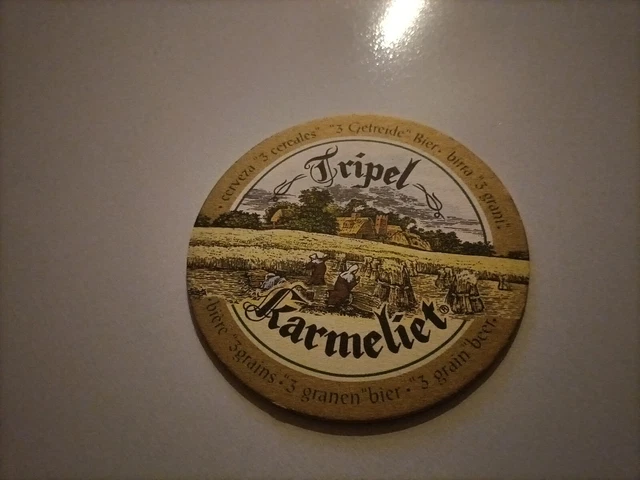 cerveza "3 cereales" · "3 Getreide" Bier · birra "3 grani"
Tripel
Karmeliet®
bière "3 grains" · "3 granen" bier · "3 grain" beer